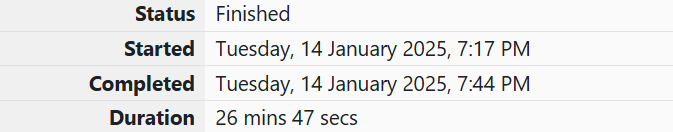 Status Finished
Started Tuesday, 14 January 2025, 7:17 PM
Completed Tuesday, 14 January 2025, 7:44 PM
Duration 26 mins 47 secs